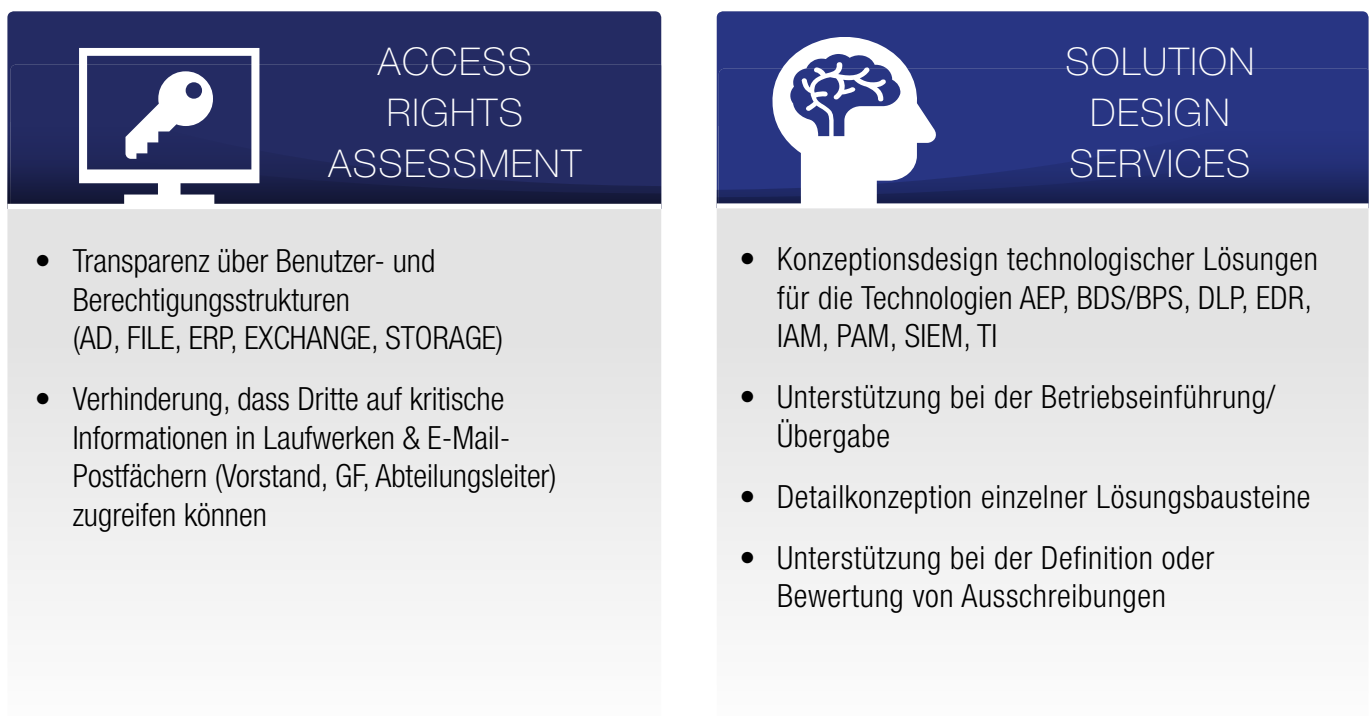 ACCESS
RIGHTS
ASSESSMENT
• Transparenz über Benutzer- und
Berechtigungsstrukturen
(AD, FILE, ERP, EXCHANGE, STORAGE)
• Verhinderung, dass Dritte auf kritische
Informationen in Laufwerken & E-Mail-
Postfächern (Vorstand, GF, Abteilungsleiter)
zugreifen können
SOLUTION
DESIGN
SERVICES
• Konzeptionsdesign technologischer Lösungen
für die Technologien AEP, BDS/BPS, DLP, EDR,
IAM, PAM, SIEM, TI
• Unterstützung bei der Betriebseinführung/
Übergabe
• Detailkonzeption einzelner Lösungsbausteine
• Unterstützung bei der Definition oder
Bewertung von Ausschreibungen